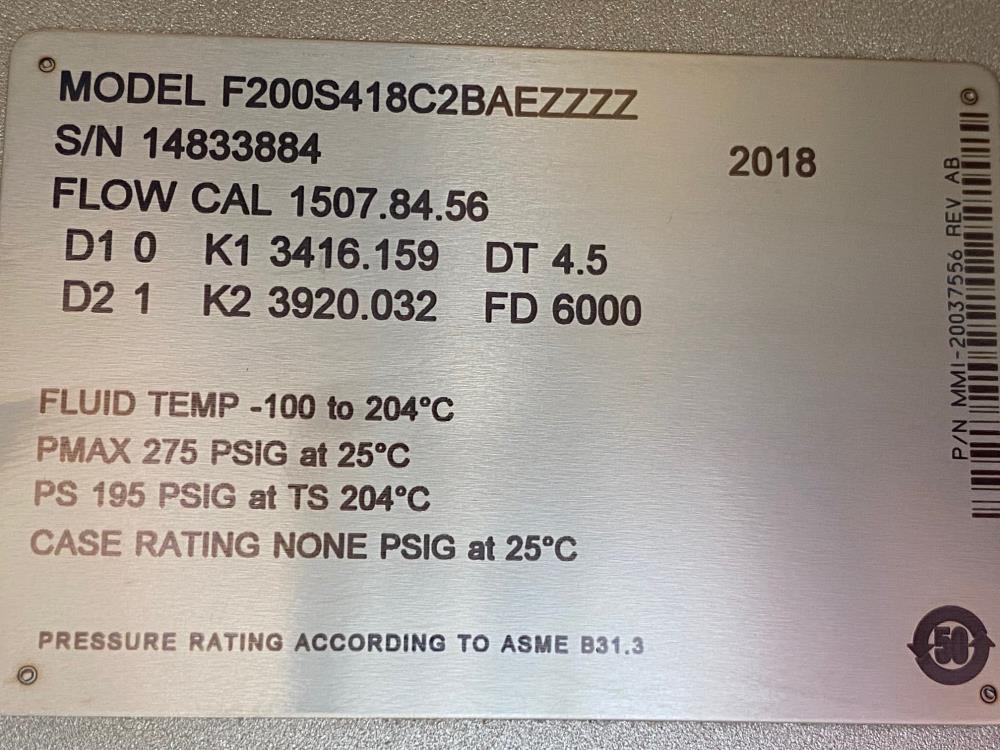 MODEL F200S418C2BAEZZZZ
S/N 14833884
2018
FLOW CAL 1507.84.56
D1 0 K1 3416.159 DT 4.5
D2 1 K2 3920.032 FD 6000
FLUID TEMP -100 to 204°C
PMAX 275 PSIG at 25°C
PS 195 PSIG at TS 204°C
CASE RATING NONE PSIG at 25°C
PRESSURE RATING ACCORDING TO ASME B31.3
P/N MMI-20037556 REV AB
50